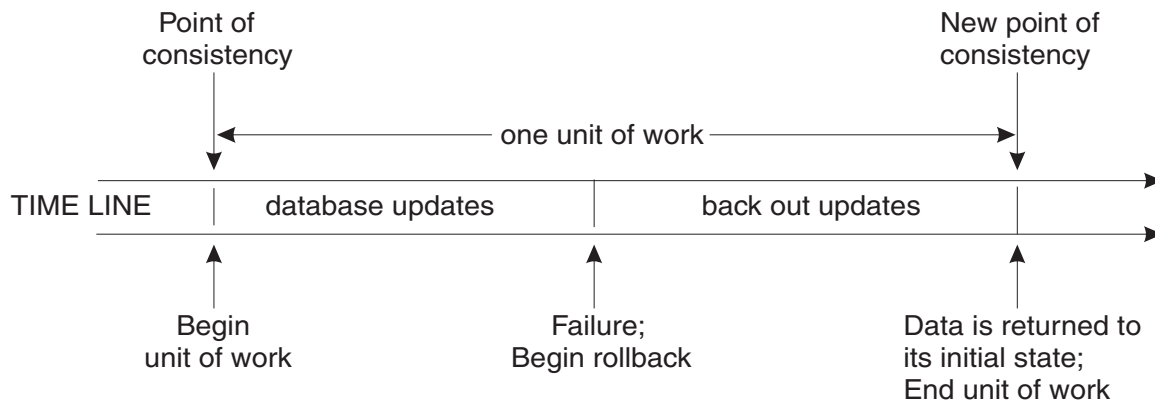 Point of
consistency
New point of
consistency
one unit of work
TIME LINE
database updates
back out updates
Begin
unit of work
Failure;
Begin rollback
Data is returned to
its initial state;
End unit of work